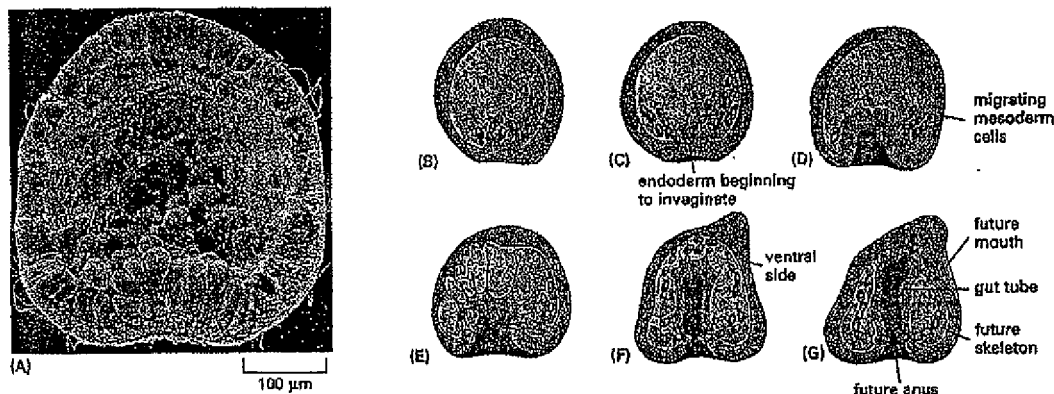 (A)
100 µm
(B)
(C)
endoderm beginning
to invaginate
(D)
migrating
mesoderm
cells
(E)
(F)
ventral
side
(G)
future
mouth
gut tube
future
skeleton
future anus